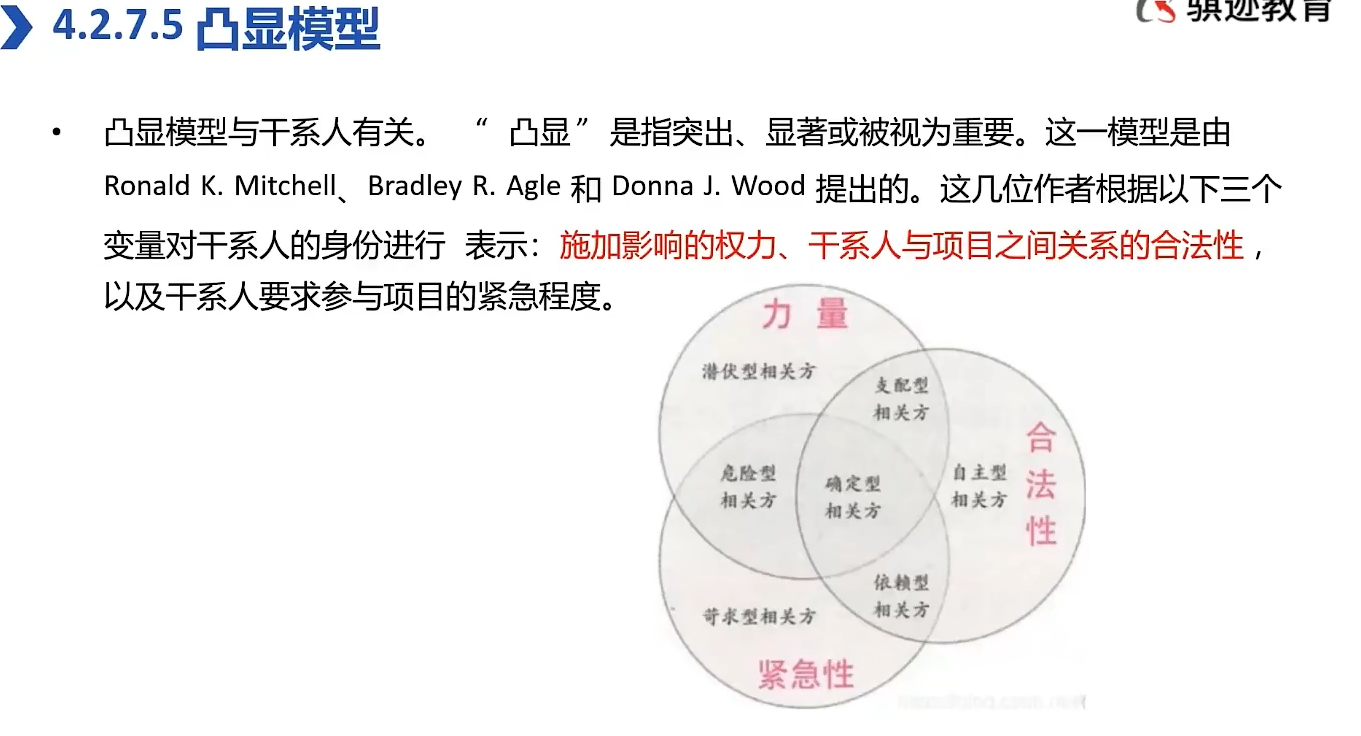 4.2.7.5 凸显模型
骐迹教育
• 凸显模型与干系人有关。 “ 凸显” 是指突出、显著或被视为重要。这一模型是由
Ronald K. Mitchell、Bradley R. Agle 和 Donna J. Wood 提出的。这几位作者根据以下三个
变量对干系人的身份进行 表示：施加影响的权力、干系人与项目之间关系的合法性，
以及干系人要求参与项目的紧急程度。
力 量
潜伏型相关方
支配型
相关方
合
法
性
危险型
相关方
确定型
相关方
自主型
相关方
依赖型
相关方
苛求型相关方
紧急性